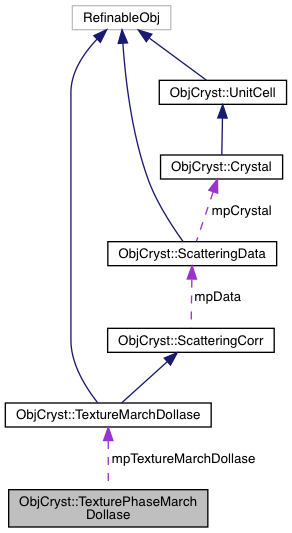 RefinableObj
ObjCryst::UnitCell
ObjCryst::Crystal
mpCrystal
ObjCryst::ScatteringData
mpData
ObjCryst::ScatteringCorr
ObjCryst::TextureMarchDollase
mpTextureMarchDollase
ObjCryst::TexturePhaseMarch
Dollase